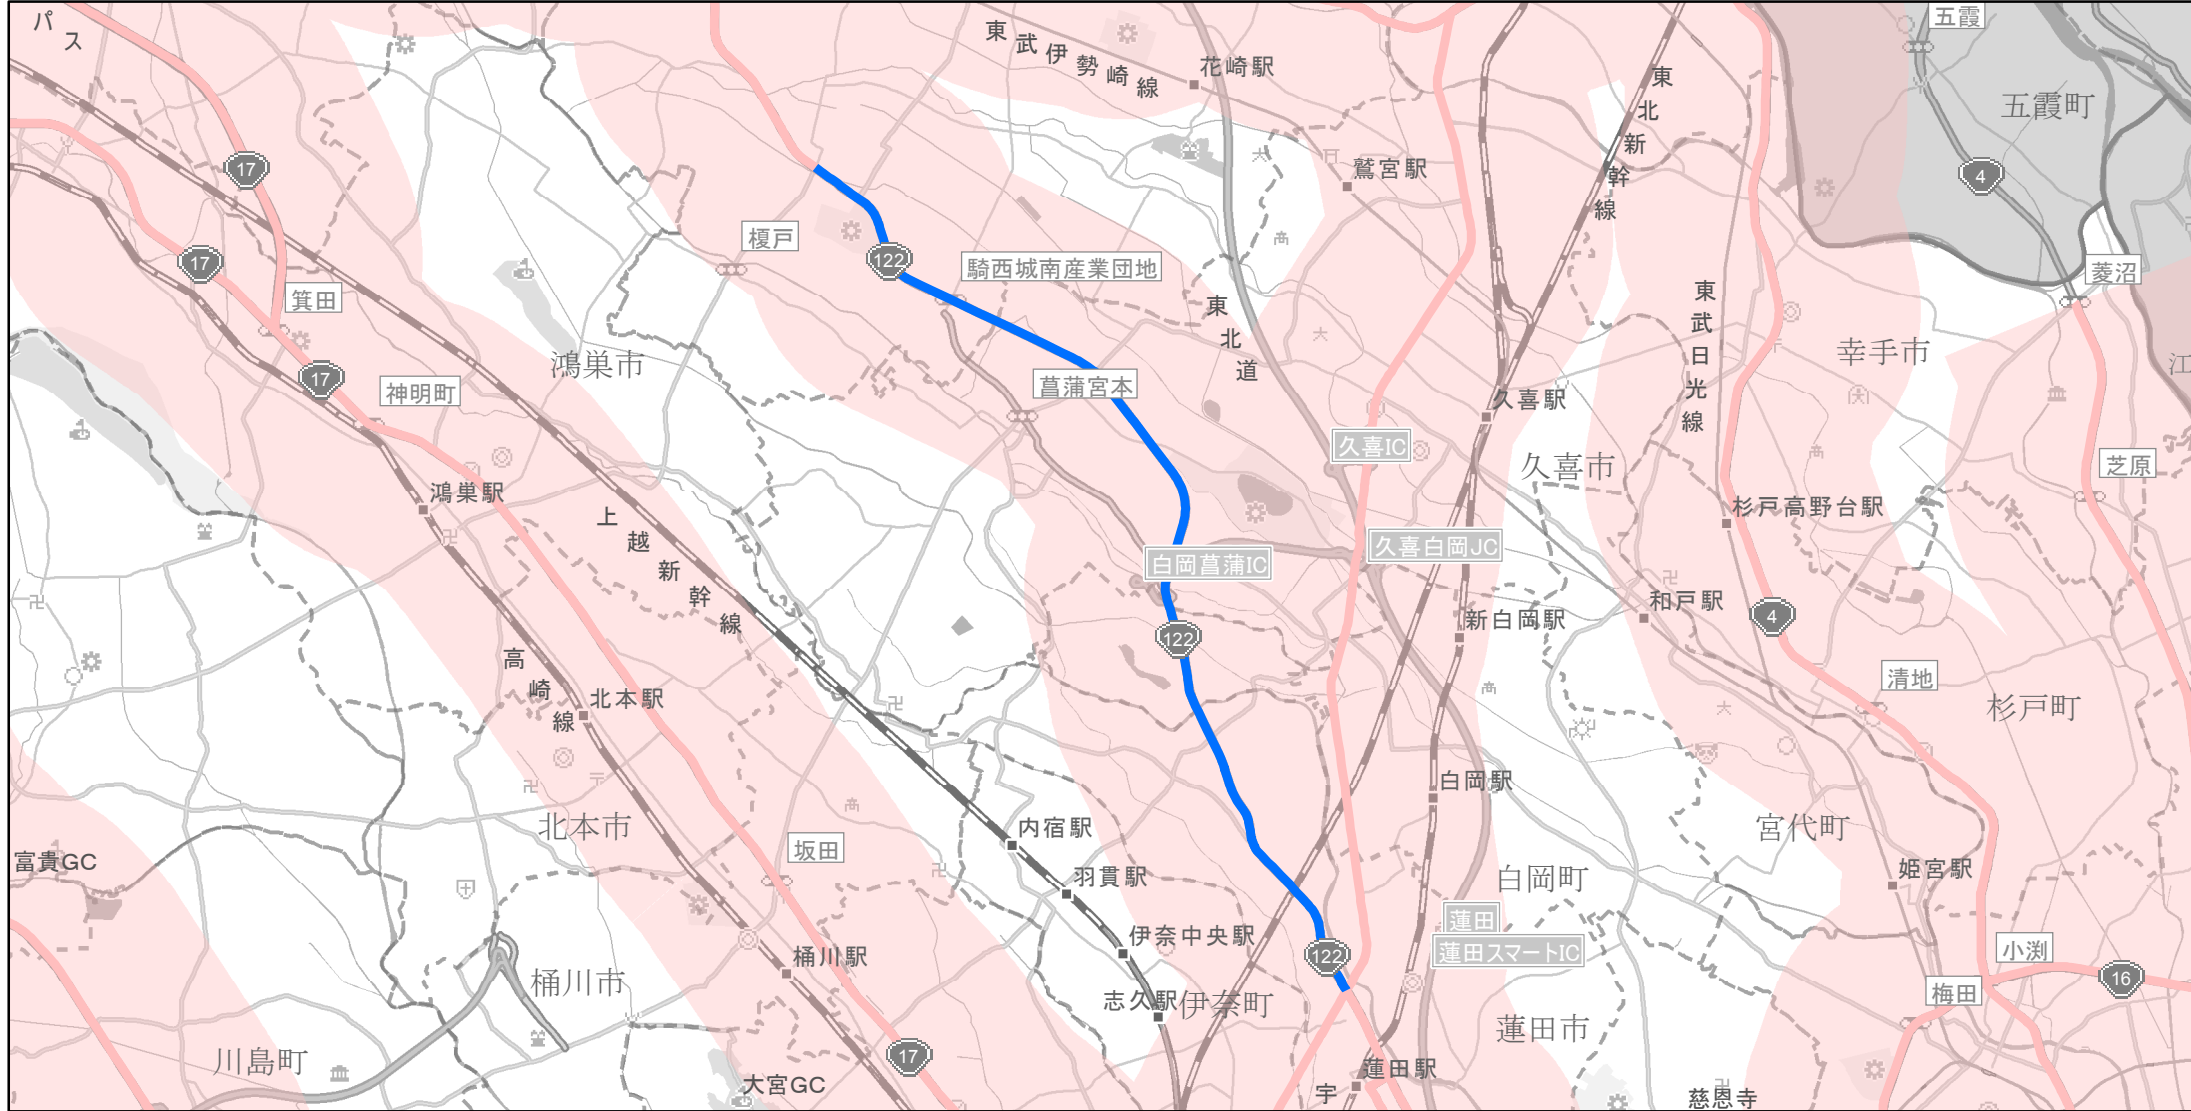 パス
東武伊勢崎線
花崎駅
東北新幹線
五霞
五霞町
4
17
鷲宮駅
榎戸
122
騎西城南産業団地
17
箕田
菱沼
東北道
東武日光線
幸手市
江
鴻巣市
17
神明町
菖蒲宮本
久喜駅
久喜IC
久喜市
芝原
鴻巣駅
杉戸高野台駅
上越新幹線
久喜白岡JC
白岡菖蒲IC
和戸駅
4
新白岡駅
122
高崎線
北本駅
清地
杉戸町
白岡駅
北本市
内宿駅
宮代町
坂田
富貴GC
羽貫駅
白岡町
姫宮駅
蓮田
伊奈中央駅
蓮田スマートIC
小渕
122
桶川駅
桶川市
16
梅田
志久駅
伊奈町
蓮田市
17
川島町
蓮田駅
大宮GC
宇
慈恩寺